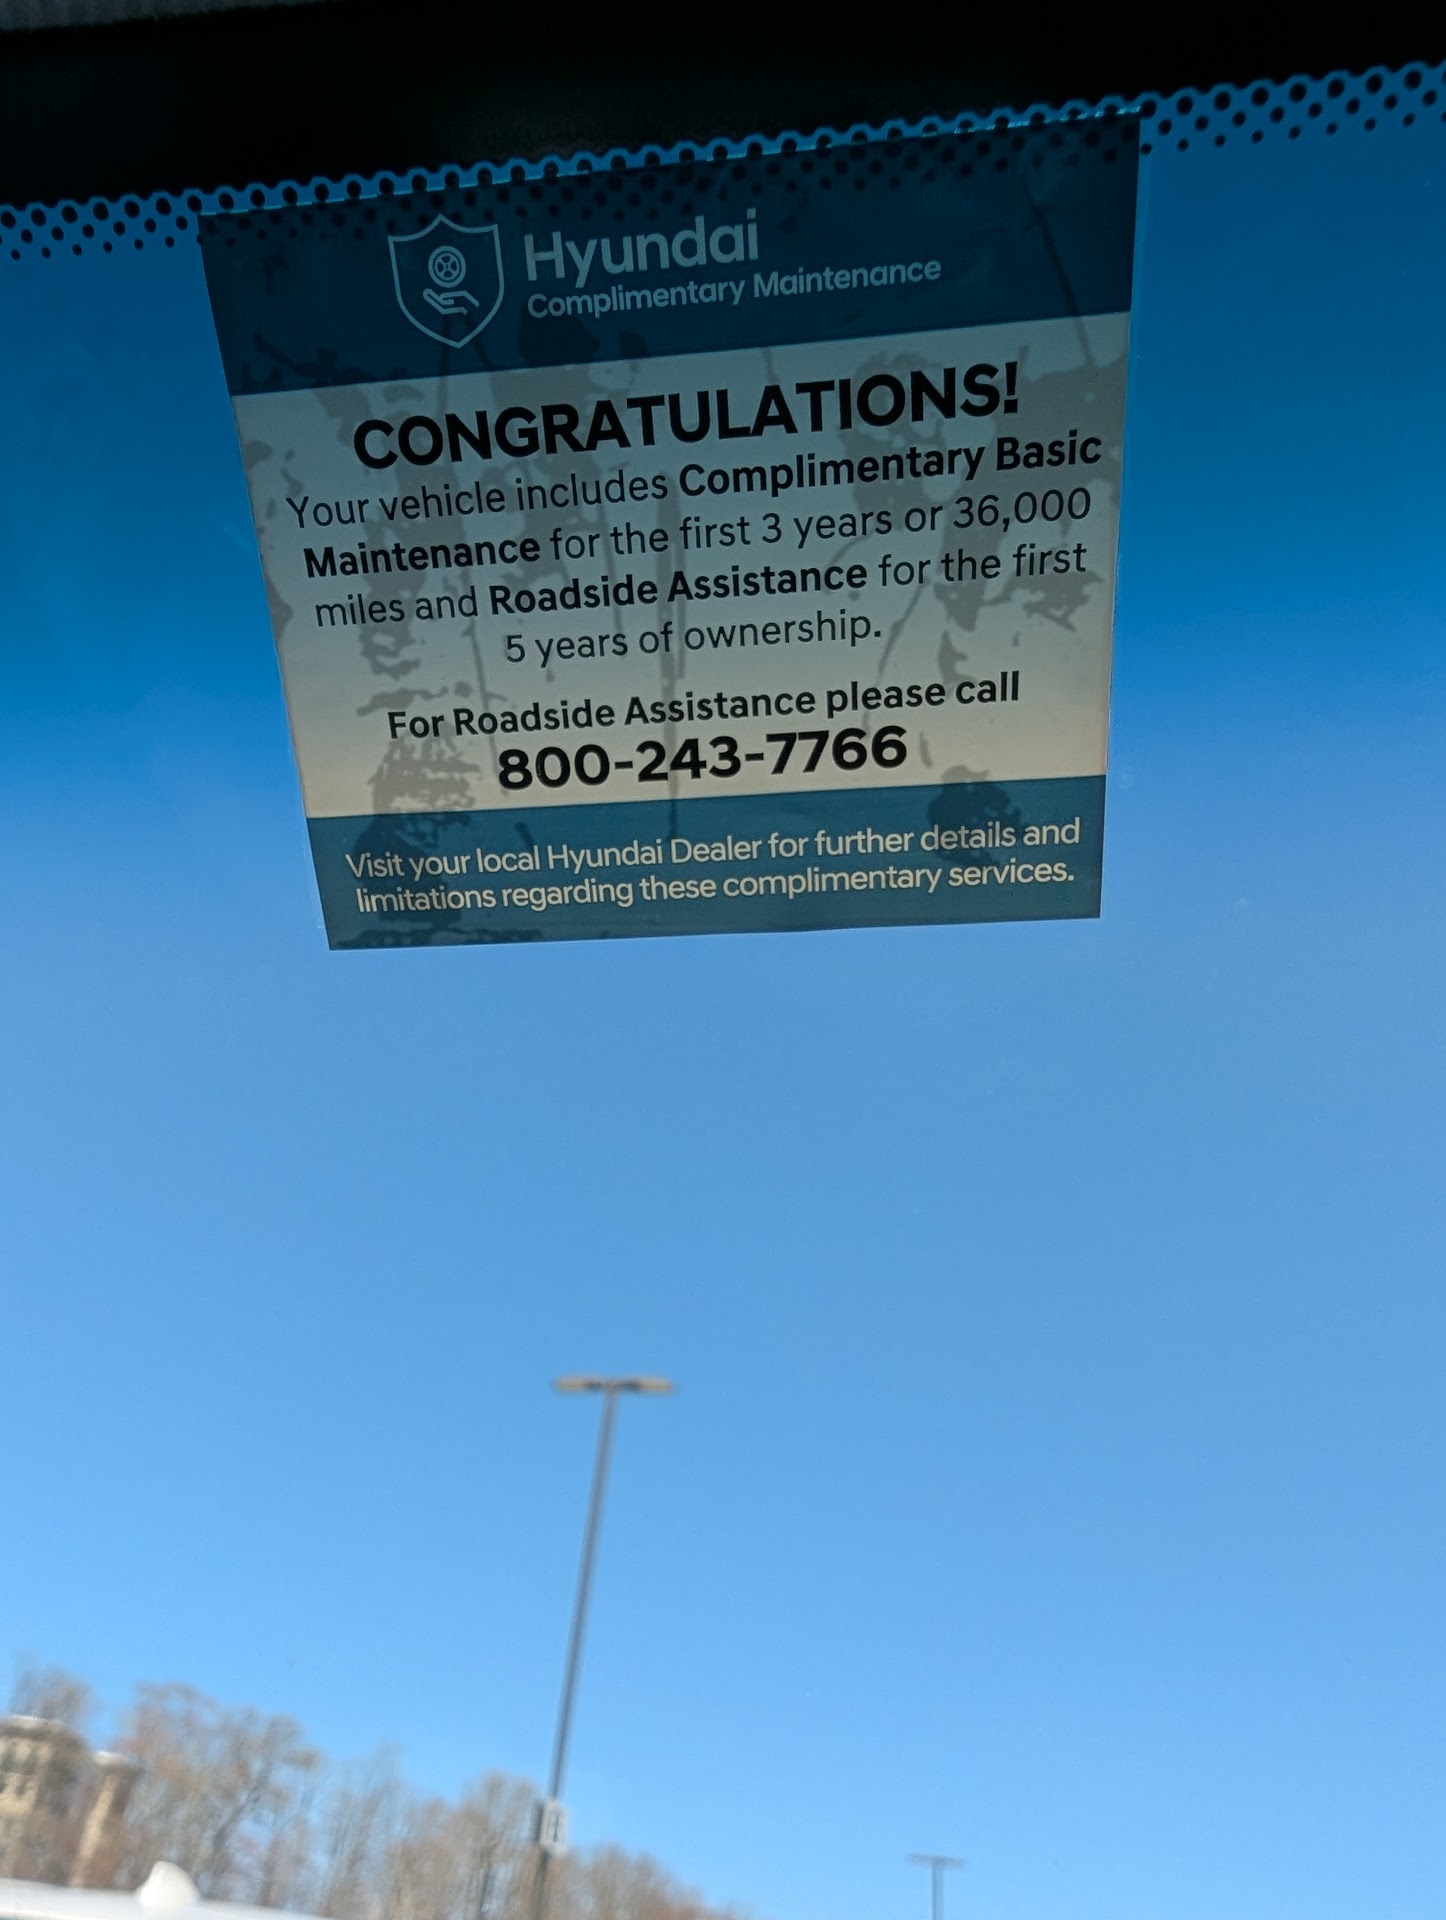 Hyundai
Complimentary Maintenance
CONGRATULATIONS!
Your vehicle includes Complimentary Basic
Maintenance for the first 3 years or 36,000
miles and Roadside Assistance for the first
5 years of ownership.
For Roadside Assistance please call
800-243-7766
Visit your local Hyundai Dealer for further details and
limitations regarding these complimentary services.